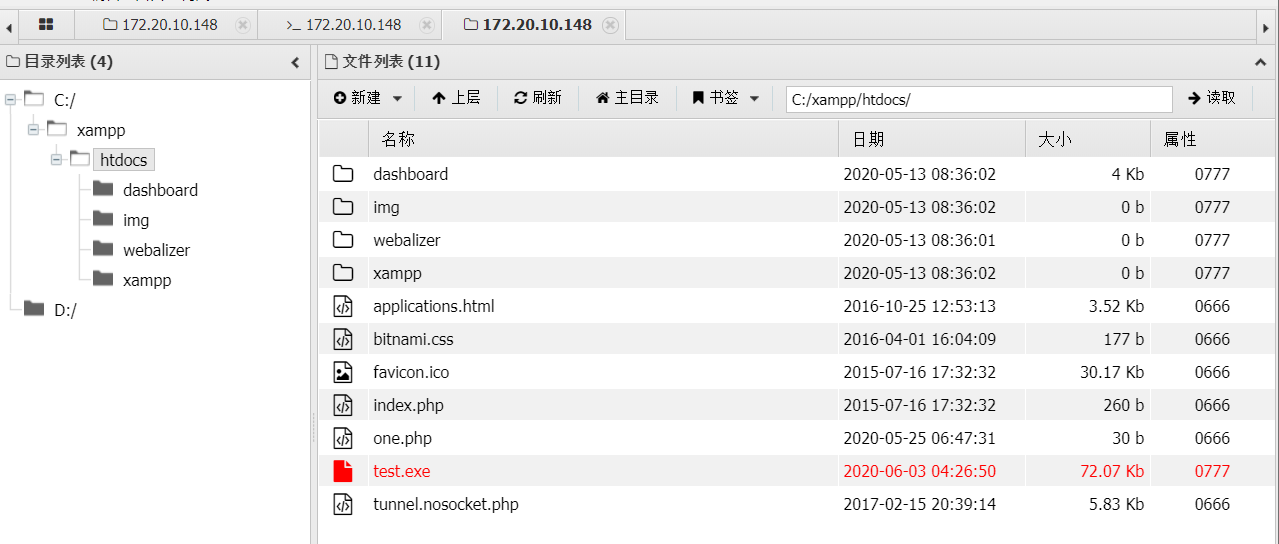 172.20.10.148
>_ 172.20.10.148
172.20.10.148
目录列表 (4)
C:/
xampp
htdocs
dashboard
img
webalizer
xampp
D:/
文件列表 (11)
新建 上层 刷新 主目录 书签 C:/xampp/htdocs/ 读取
名称 日期 大小 属性
dashboard 2020-05-13 08:36:02 4 Kb 0777
img 2020-05-13 08:36:02 0 b 0777
webalizer 2020-05-13 08:36:01 0 b 0777
xampp 2020-05-13 08:36:02 0 b 0777
applications.html 2016-10-25 12:53:13 3.52 Kb 0666
bitnami.css 2016-04-01 16:04:09 177 b 0666
favicon.ico 2015-07-16 17:32:32 30.17 Kb 0666
index.php 2015-07-16 17:32:32 260 b 0666
one.php 2020-05-25 06:47:31 30 b 0666
test.exe 2020-06-03 04:26:50 72.07 Kb 0777
tunnel.nosocket.php 2017-02-15 20:39:14 5.83 Kb 0666